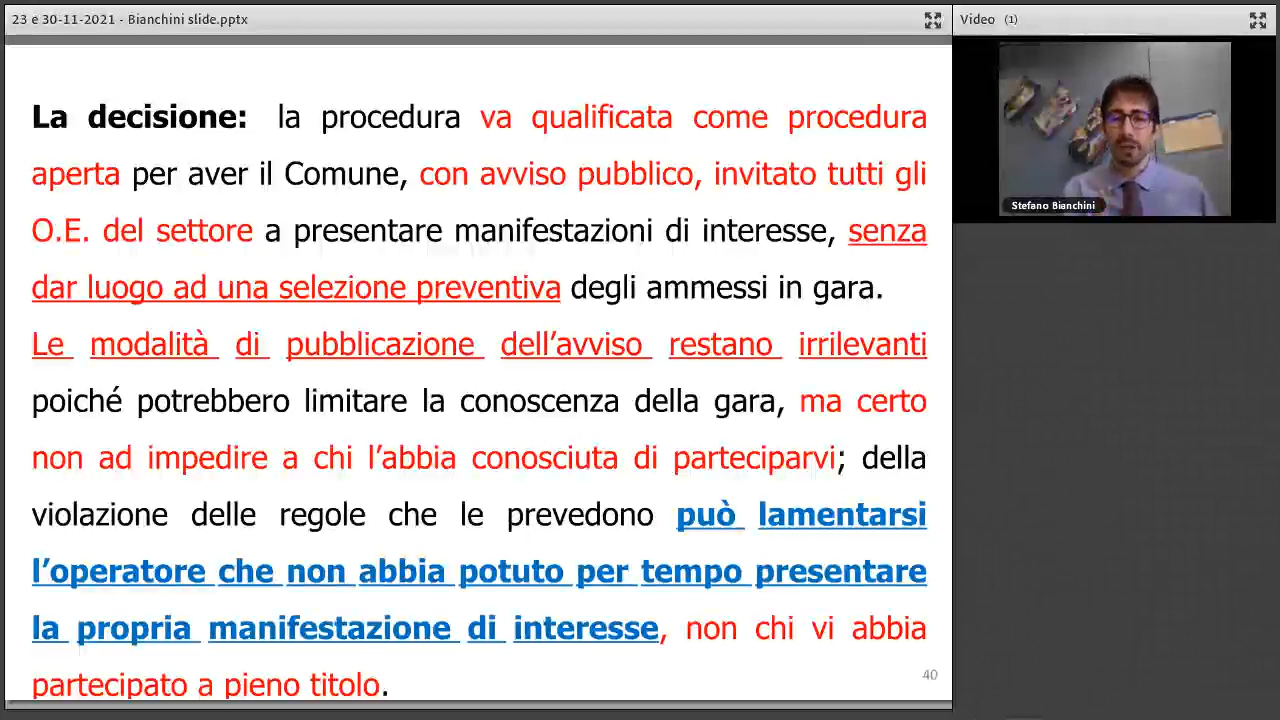 23 e 30-11-2021 - Bianchini slide.pptx
Video (1)
La decisione: la procedura va qualificata come procedura
aperta per aver il Comune, con avviso pubblico, invitato tutti gli
O.E. del settore a presentare manifestazioni di interesse, senza
dar luogo ad una selezione preventiva degli ammessi in gara.
Le modalità di pubblicazione dell’avviso restano irrilevanti
poiché potrebbero limitare la conoscenza della gara, ma certo
non ad impedire a chi l’abbia conosciuta di parteciparvi; della
violazione delle regole che le prevedono può lamentarsi
l’operatore che non abbia potuto per tempo presentare
la propria manifestazione di interesse, non chi vi abbia
partecipato a pieno titolo.
40
Stefano Bianchini